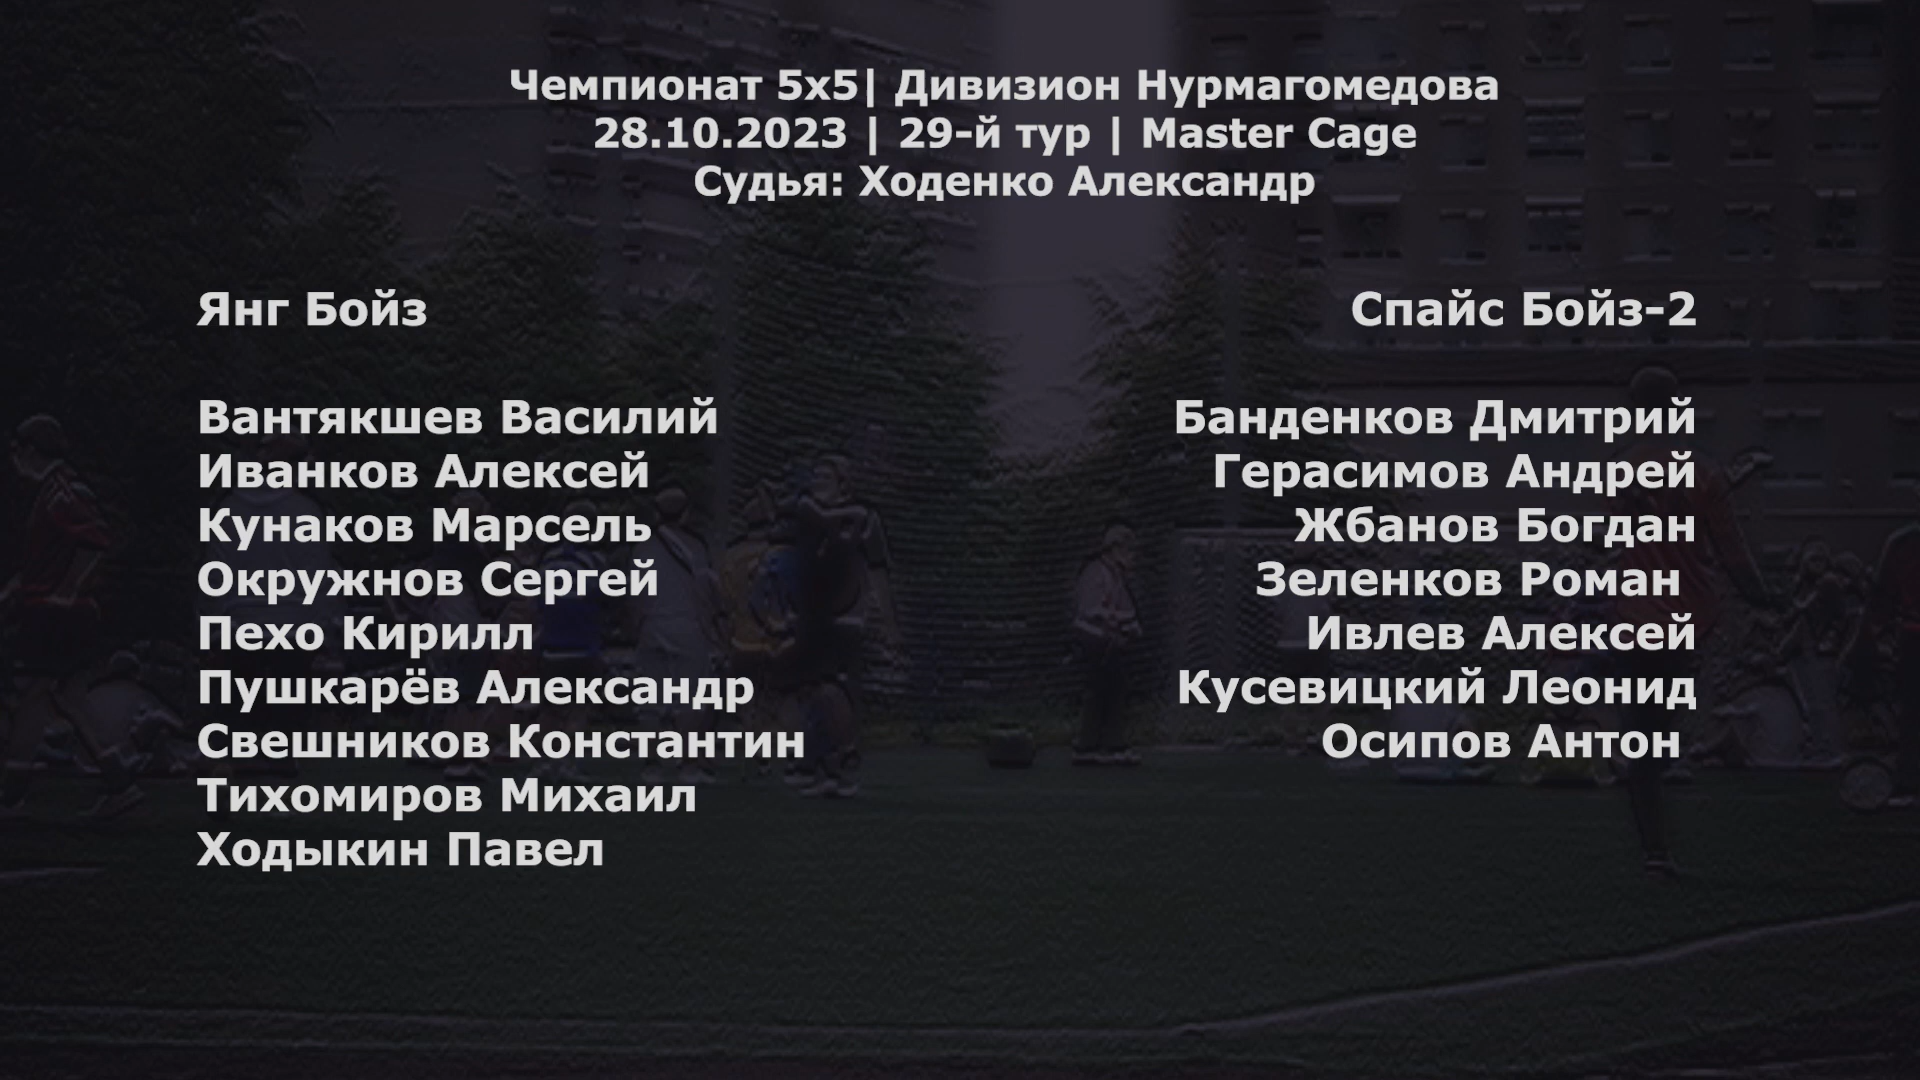 Чемпионат 5x5| Дивизион Нурмагомедова
28.10.2023 | 29-й тур | Master Cage
Судья: Ходенко Александр
Янг Бойз
Вантякшев Василий
Иванков Алексей
Кунаков Марсель
Окружнов Сергей
Пехо Кирилл
Пушкарёв Александр
Свешников Константин
Тихомиров Михаил
Ходыкин Павел
Спайс Бойз-2
Банденков Дмитрий
Герасимов Андрей
Жбанов Богдан
Зеленков Роман
Ивлев Алексей
Кусевицкий Леонид
Осипов Антон